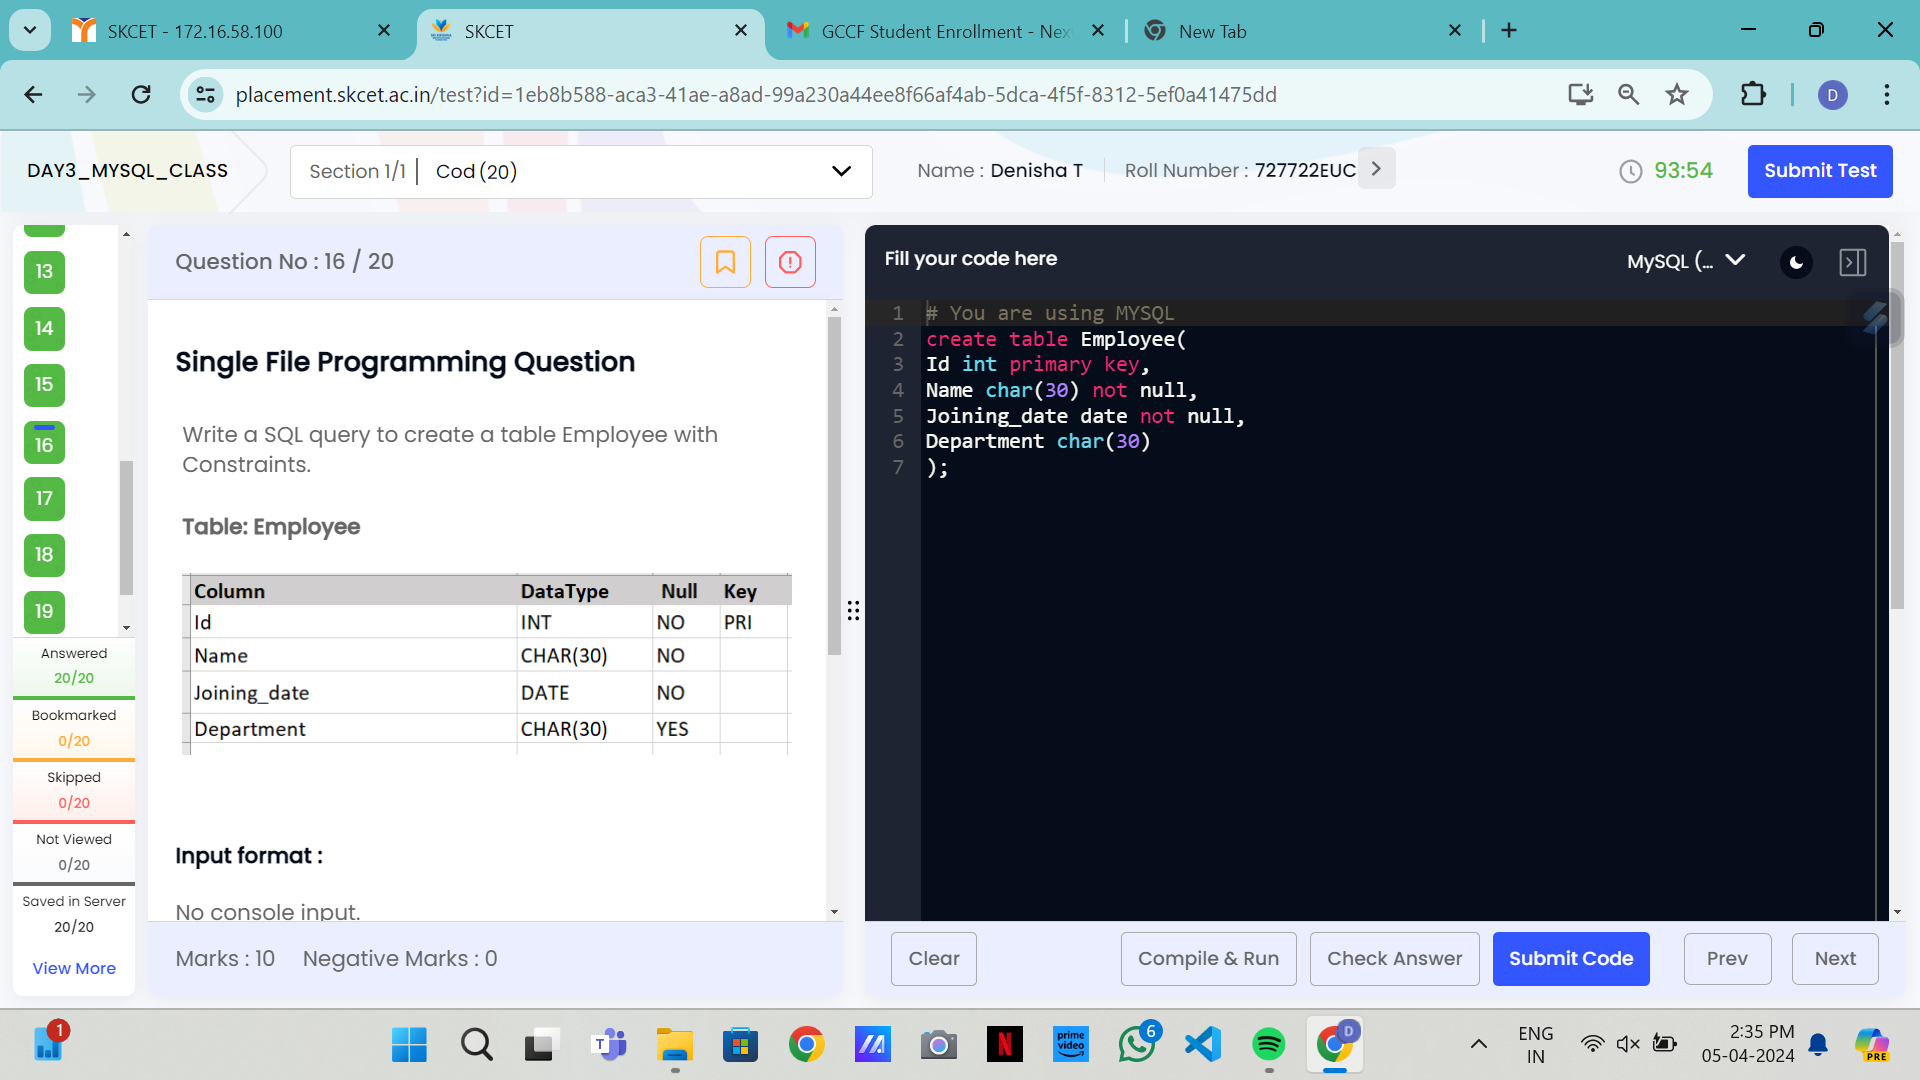 SKCET - 172.16.58.100
SKCET
GCCF Student Enrollment - Nex
New Tab
placement.skcet.ac.in/test?id=1eb8b588-aca3-41ae-a8ad-99a230a44ee8f66af4ab-5dca-4f5f-8312-5ef0a41475dd
D
DAY3_MYSQL_CLASS
Section 1/1 | Cod (20)
Name : Denisha T
Roll Number : 727722EUC
93:54
Submit Test
13
14
15
16
17
18
19
Answered
20/20
Bookmarked
0/20
Skipped
0/20
Not Viewed
0/20
Saved in Server
20/20
View More
Question No : 16 / 20
Single File Programming Question
Write a SQL query to create a table Employee with
Constraints.
Table: Employee
Column DataType Null Key
Id INT NO PRI
Name CHAR(30) NO
Joining_date DATE NO
Department CHAR(30) YES
Input format :
No console input.
Marks : 10 Negative Marks : 0
Fill your code here
MySQL (...
1 # You are using MYSQL
2 create table Employee(
3 Id int primary key,
4 Name char(30) not null,
5 Joining_date date not null,
6 Department char(30)
7 );
Clear
Compile & Run
Check Answer
Submit Code
Prev
Next
1
T
prime
video
N
6
D
ENG
IN
2:35 PM
05-04-2024
PRE